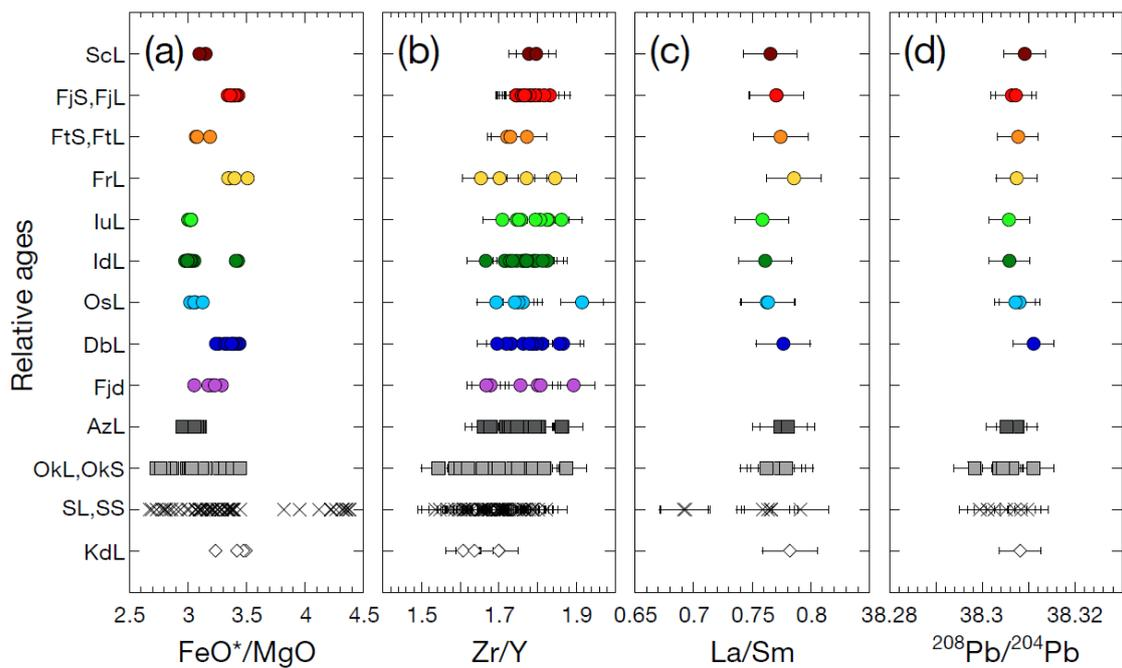 (a) (b) (c) (d)
Relative ages
ScL
FjS,FjL
FtS,FtL
FrL
IuL
IdL
OsL
DbL
Fjd
AzL
OkL,OkS
SL,SS
KdL
2.5 3 3.5 4 4.5 1.5 1.7 1.9 0.65 0.7 0.75 0.8 38.28 38.3 38.32
FeO*/MgO Zr/Y La/Sm ²⁰⁸Pb/²⁰⁴Pb